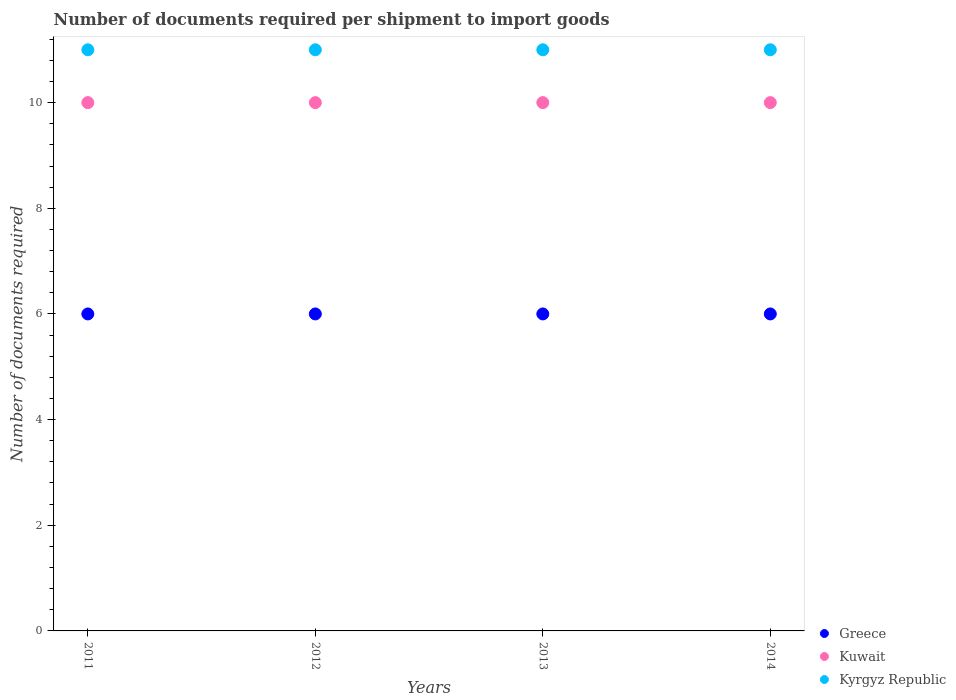 Number of documents required per shipment to import goods
Number of documents required
10
8
6
4
2
0
2011
2012
2013
2014
Years
Greece
Kuwait
Kyrgyz Republic